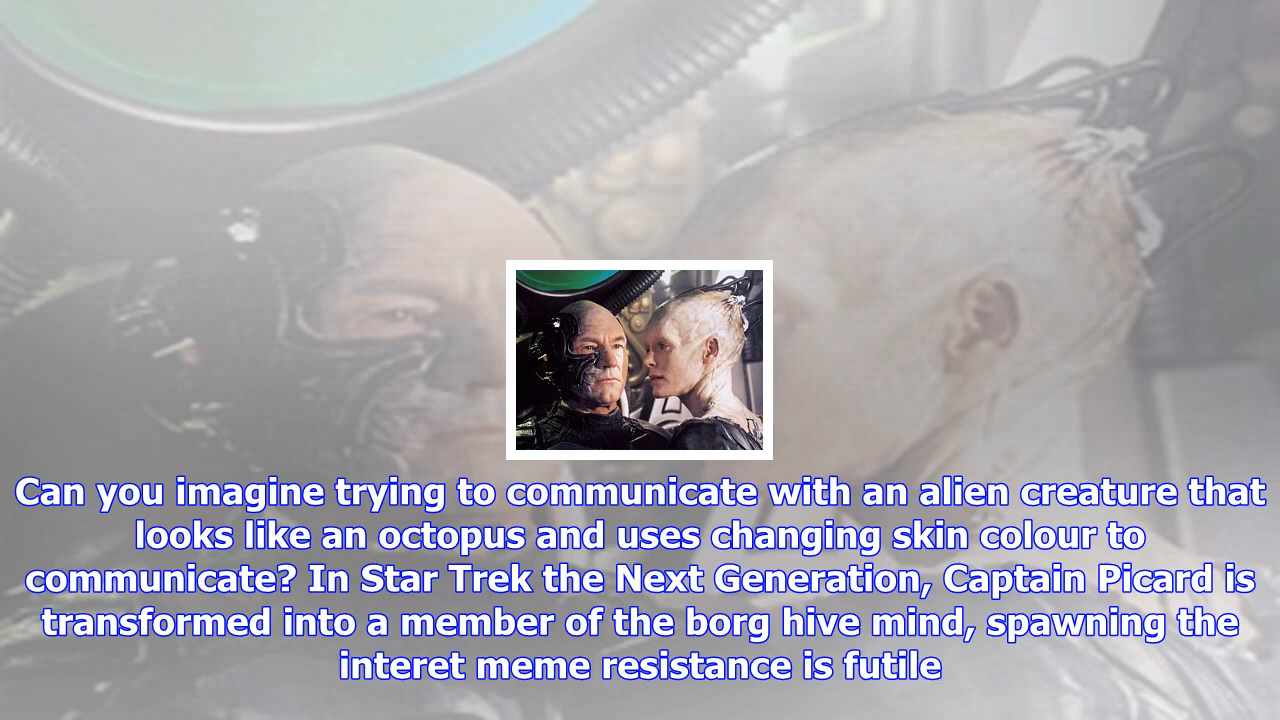 Can you imagine trying to communicate with an alien creature that
looks like an octopus and uses changing skin colour to
communicate? In Star Trek the Next Generation, Captain Picard is
transformed into a member of the borg hive mind, spawning the
interet meme resistance is futile